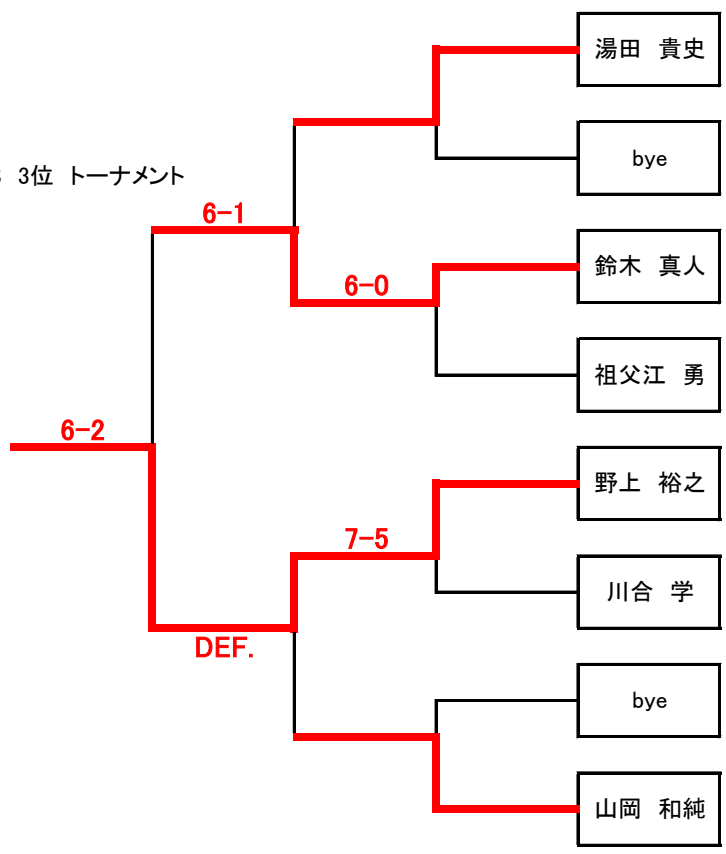 湯田　貴史
bye
3位 トーナメント
6-1
鈴木　真人
6-0
祖父江　勇
6-2
野上　裕之
7-5
川合　学
DEF.
bye
山岡　和純